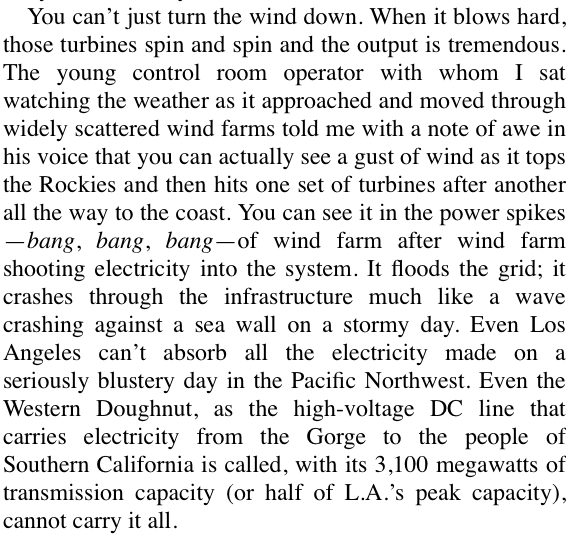 You can’t just turn the wind down. When it blows hard,
those turbines spin and spin and the output is tremendous.
The young control room operator with whom I sat
watching the weather as it approached and moved through
widely scattered wind farms told me with a note of awe in
his voice that you can actually see a gust of wind as it tops
the Rockies and then hits one set of turbines after another
all the way to the coast. You can see it in the power spikes
—bang, bang, bang—of wind farm after wind farm
shooting electricity into the system. It floods the grid; it
crashes through the infrastructure much like a wave
crashing against a sea wall on a stormy day. Even Los
Angeles can’t absorb all the electricity made on a
seriously blustery day in the Pacific Northwest. Even the
Western Doughnut, as the high-voltage DC line that
carries electricity from the Gorge to the people of
Southern California is called, with its 3,100 megawatts of
transmission capacity (or half of L.A.’s peak capacity),
cannot carry it all.